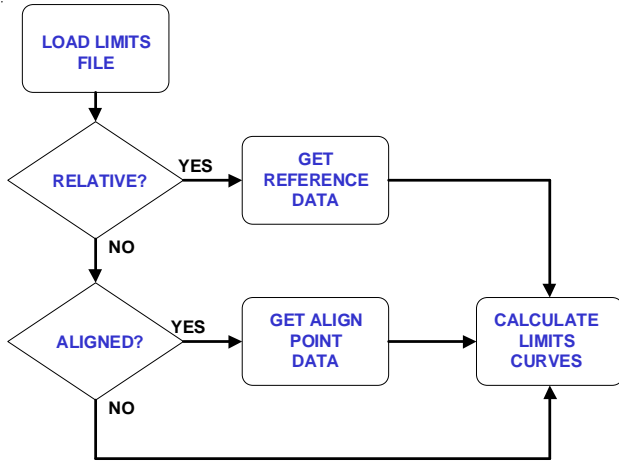 LOAD LIMITS
FILE
RELATIVE?
YES
GET
REFERENCE
DATA
NO
ALIGNED?
YES
GET ALIGN
POINT
DATA
CALCULATE
LIMITS
CURVES
NO